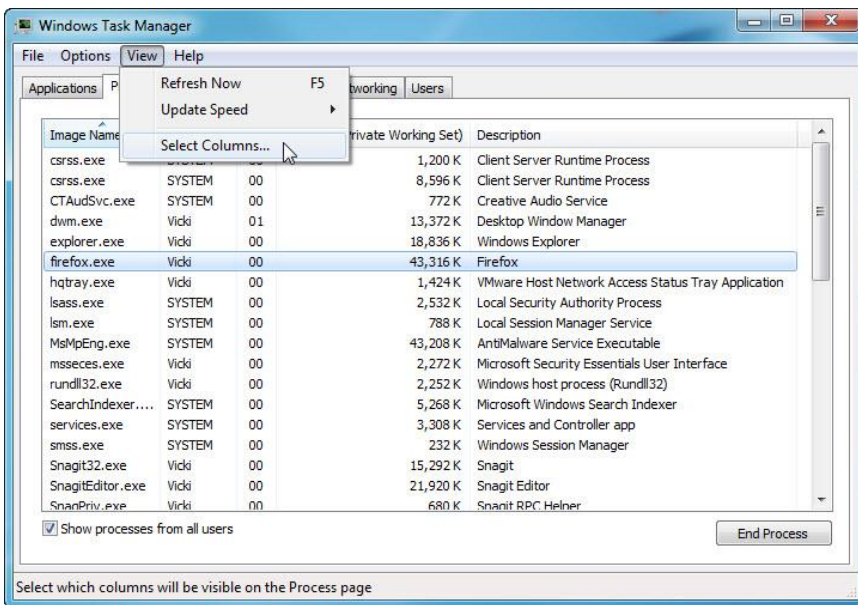 Windows Task Manager
File Options View Help
Refresh Now F5
Update Speed
Select Columns...
Applications
Users
Image Name Working Set) Description
csrss.exe 00 1,200 K Client Server Runtime Process
csrss.exe SYSTEM 00 8,596 K Client Server Runtime Process
CTAudSvc.exe SYSTEM 00 772 K Creative Audio Service
dwm.exe Vicki 01 13,372 K Desktop Window Manager
explorer.exe Vicki 00 18,836 K Windows Explorer
firefox.exe Vicki 00 43,316 K Firefox
hqtray.exe Vicki 00 1,424 K VMware Host Network Access Status Tray Application
lsass.exe SYSTEM 00 2,532 K Local Security Authority Process
lsm.exe SYSTEM 00 788 K Local Session Manager Service
MsMpEng.exe SYSTEM 00 43,208 K AntiMalware Service Executable
msseces.exe Vicki 00 2,272 K Microsoft Security Essentials User Interface
rundll32.exe Vicki 00 2,252 K Windows host process (Rundll32)
SearchIndexer.... SYSTEM 00 5,268 K Microsoft Windows Search Indexer
services.exe SYSTEM 00 3,308 K Services and Controller app
smss.exe SYSTEM 00 232 K Windows Session Manager
Snagit32.exe Vicki 00 15,292 K Snagit
SnagitEditor.exe Vicki 00 21,920 K Snagit Editor
SnagPriv.exe Vicki 00 680 K Snagit RPC Helper
Show processes from all users
End Process
Select which columns will be visible on the Process page